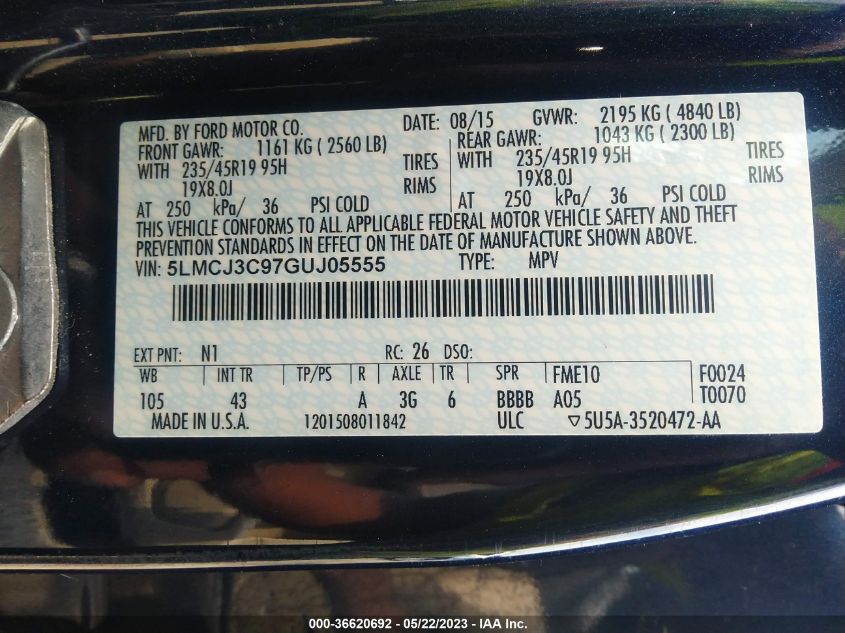 MFD. BY FORD MOTOR CO. DATE: 08/15 GVWR: 2195 KG ( 4840 LB)
FRONT GAWR: 1161 KG ( 2560 LB) REAR GAWR: 1043 KG ( 2300 LB)
WITH 235/45R19 95H TIRES WITH 235/45R19 95H TIRES
19X8.0J RIMS 19X8.0J RIMS
AT 250 kPa/ 36 PSI COLD AT 250 kPa/ 36 PSI COLD
THIS VEHICLE CONFORMS TO ALL APPLICABLE FEDERAL MOTOR VEHICLE SAFETY AND THEFT
PREVENTION STANDARDS IN EFFECT ON THE DATE OF MANUFACTURE SHOWN ABOVE.
VIN: 5LMCJ3C97GUJ05555 TYPE: MPV
EXT PNT: N1 RC: 26 DSO:
WB INT TR TP/PS R AXLE TR SPR FME10 F0024
105 43 A 3G 6 BBBB A05 T0070
MADE IN U.S.A. 1201508011842 ULC ▽5U5A-3520472-AA
000-36620692 - 05/22/2023 - IAA Inc.